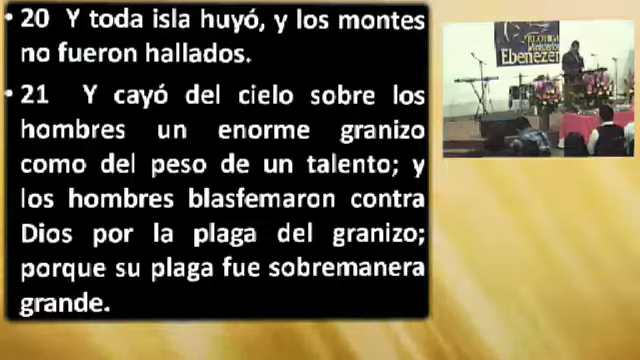 • 20 Y toda isla huyó, y los montes
no fueron hallados.
• 21 Y cayó del cielo sobre los
hombres un enorme granizo
como del peso de un talento; y
los hombres blasfemaron contra
Dios por la plaga del granizo;
porque su plaga fue sobremanera
grande.
Ebenezer